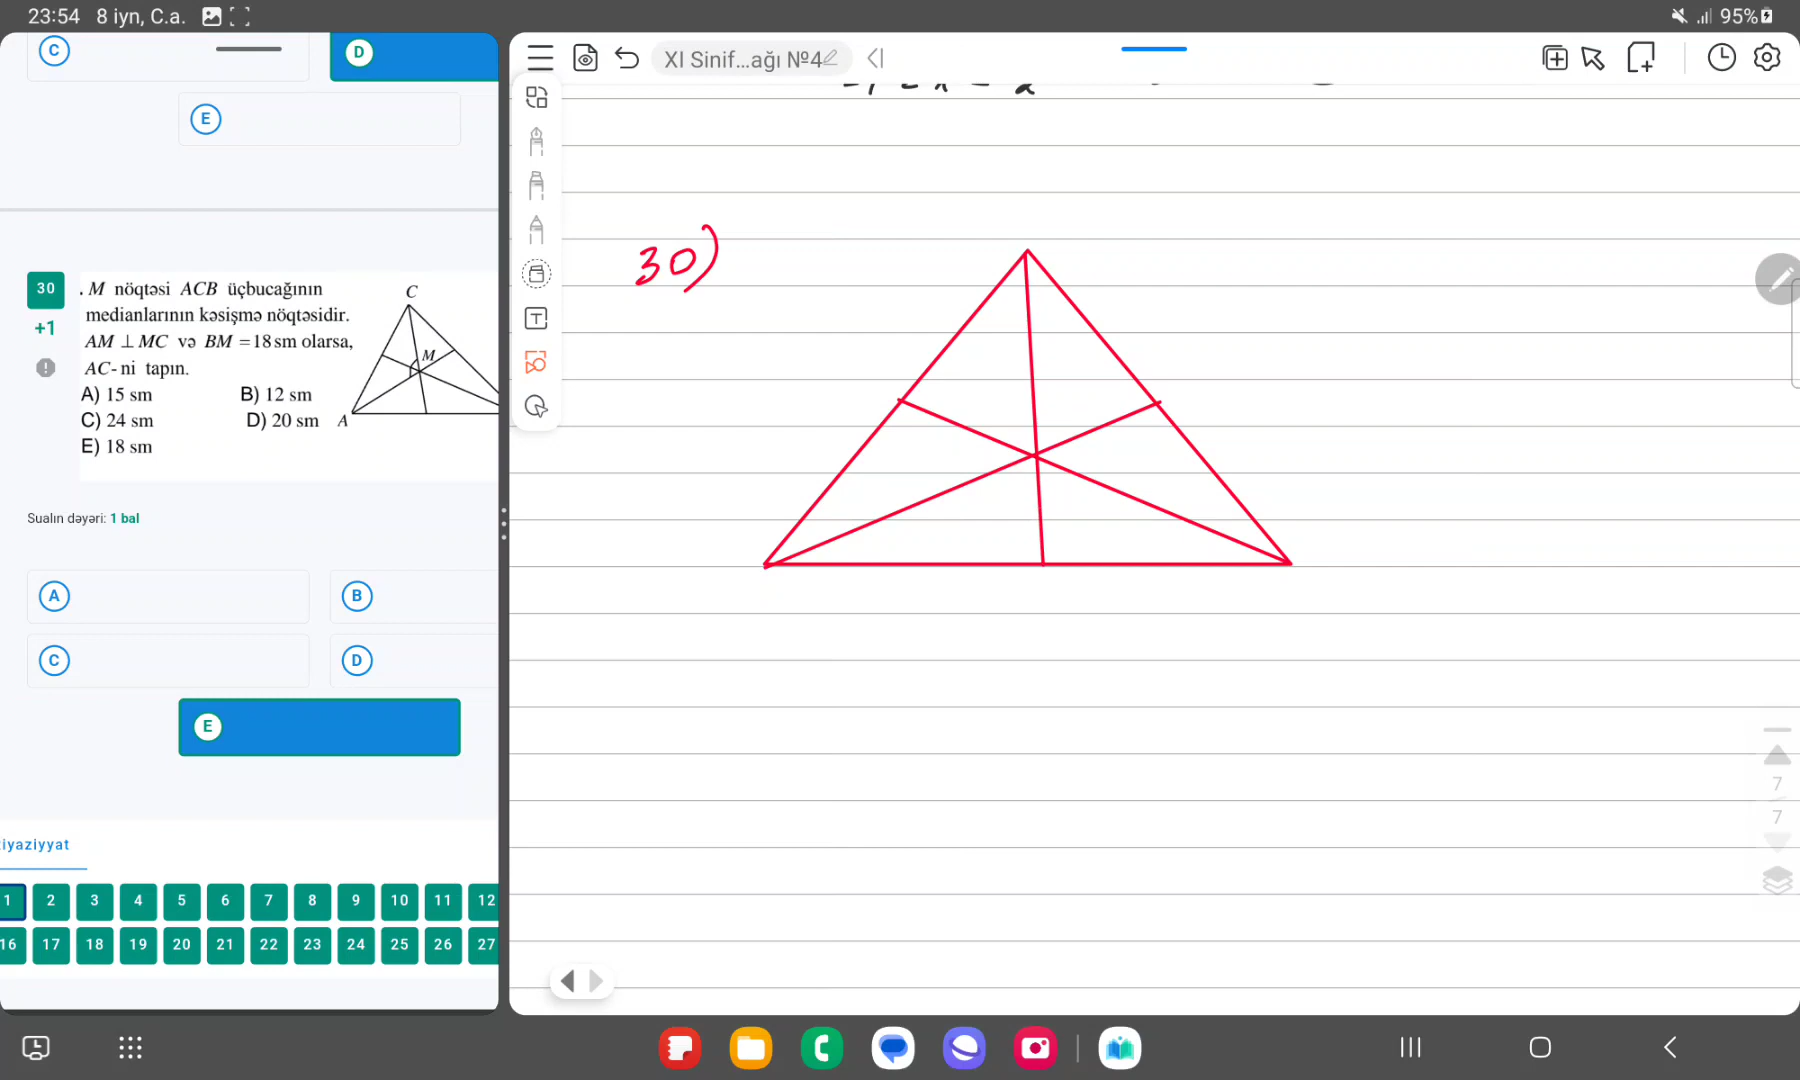 23:54 8 iyn, C.a.
95%
C
D
E
XI Sinif...ağı №4
30)
30
+1
. M nöqtəsi ACB üçbucağının
medianlarının kəsişmə nöqtəsidir.
AM ⊥ MC və BM = 18 sm olarsa,
AC- ni tapın.
A) 15 sm B) 12 sm
C) 24 sm D) 20 sm
E) 18 sm
C
M
A
Sualın dəyəri: 1 bal
A
B
C
D
E
iyaziyyat
1 2 3 4 5 6 7 8 9 10 11 12
16 17 18 19 20 21 22 23 24 25 26 27
7
7